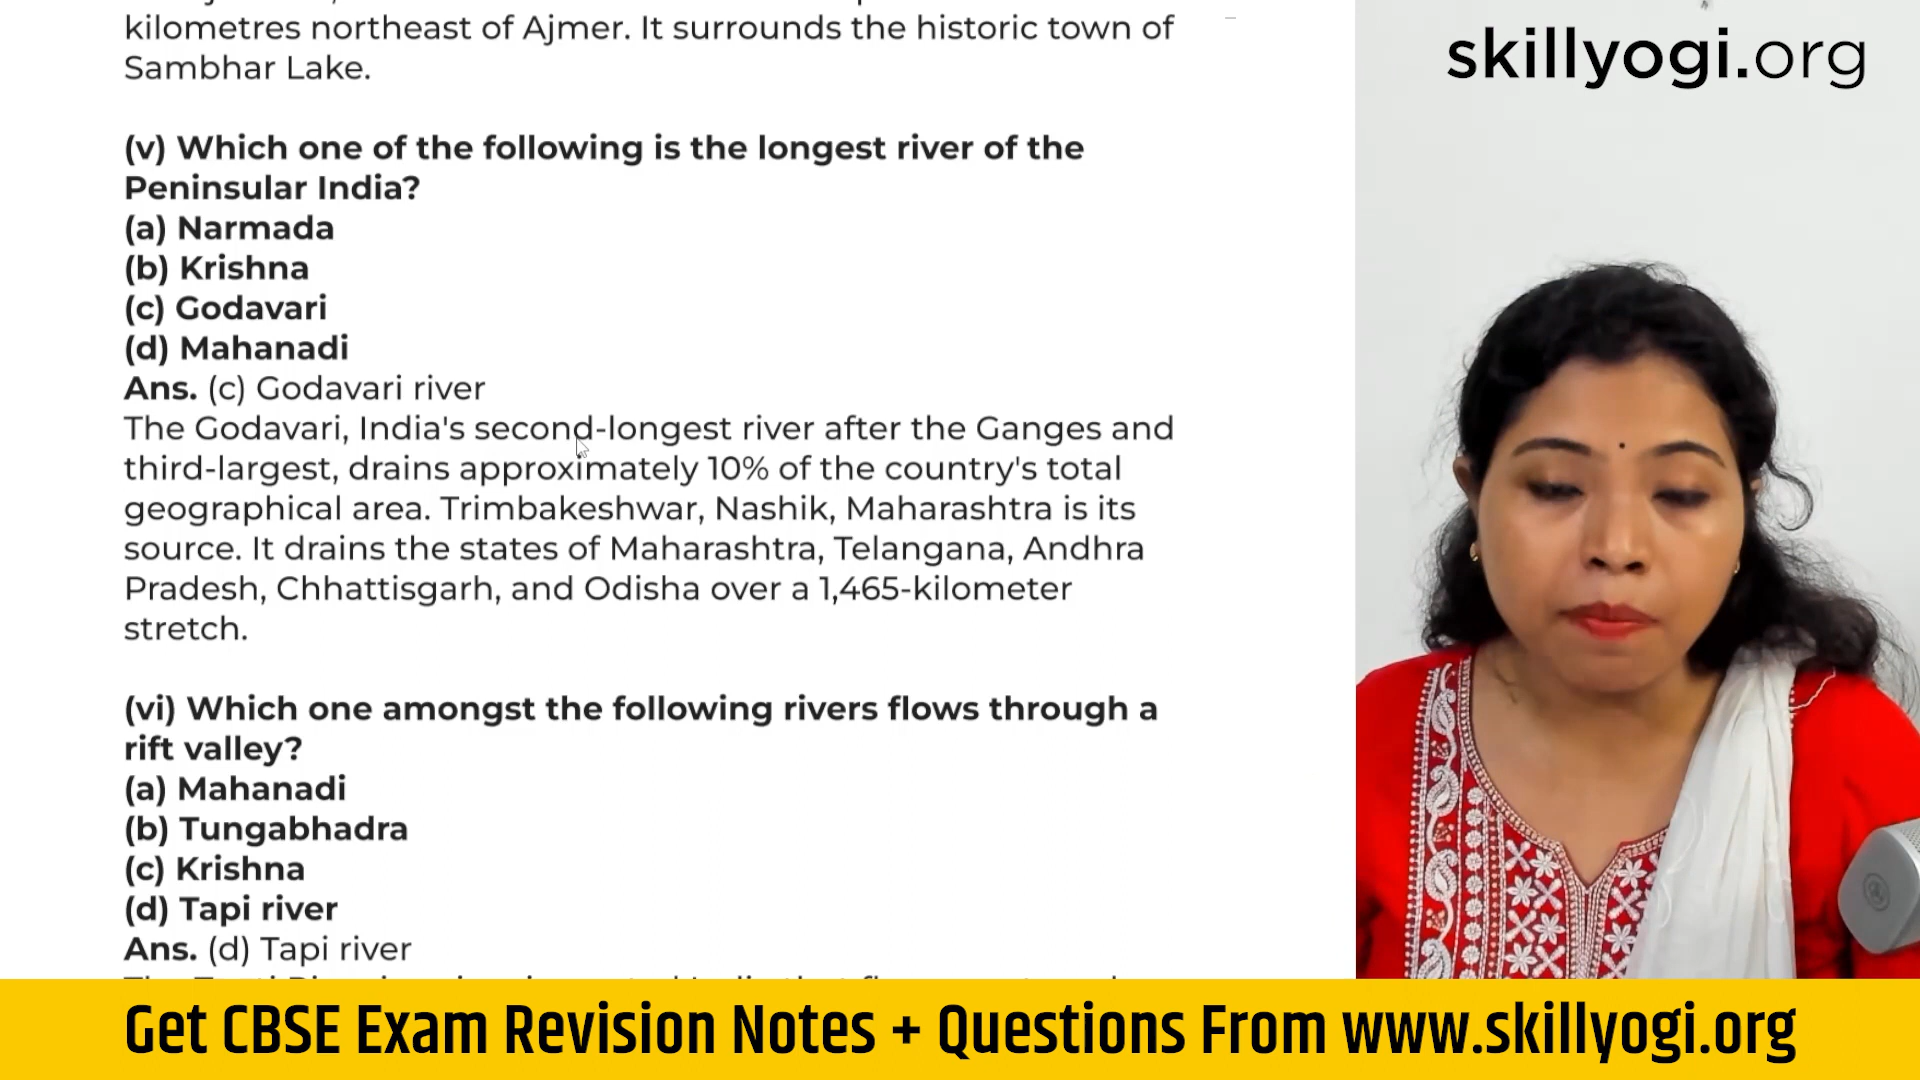 kilometres northeast of Ajmer. It surrounds the historic town of
Sambhar Lake.
(v) Which one of the following is the longest river of the
Peninsular India?
(a) Narmada
(b) Krishna
(c) Godavari
(d) Mahanadi
Ans. (c) Godavari river
The Godavari, India's second-longest river after the Ganges and
third-largest, drains approximately 10% of the country's total
geographical area. Trimbakeshwar, Nashik, Maharashtra is its
source. It drains the states of Maharashtra, Telangana, Andhra
Pradesh, Chhattisgarh, and Odisha over a 1,465-kilometer
stretch.
(vi) Which one amongst the following rivers flows through a
rift valley?
(a) Mahanadi
(b) Tungabhadra
(c) Krishna
(d) Tapi river
Ans. (d) Tapi river
skillyogi.org
Get CBSE Exam Revision Notes + Questions From www.skillyogi.org